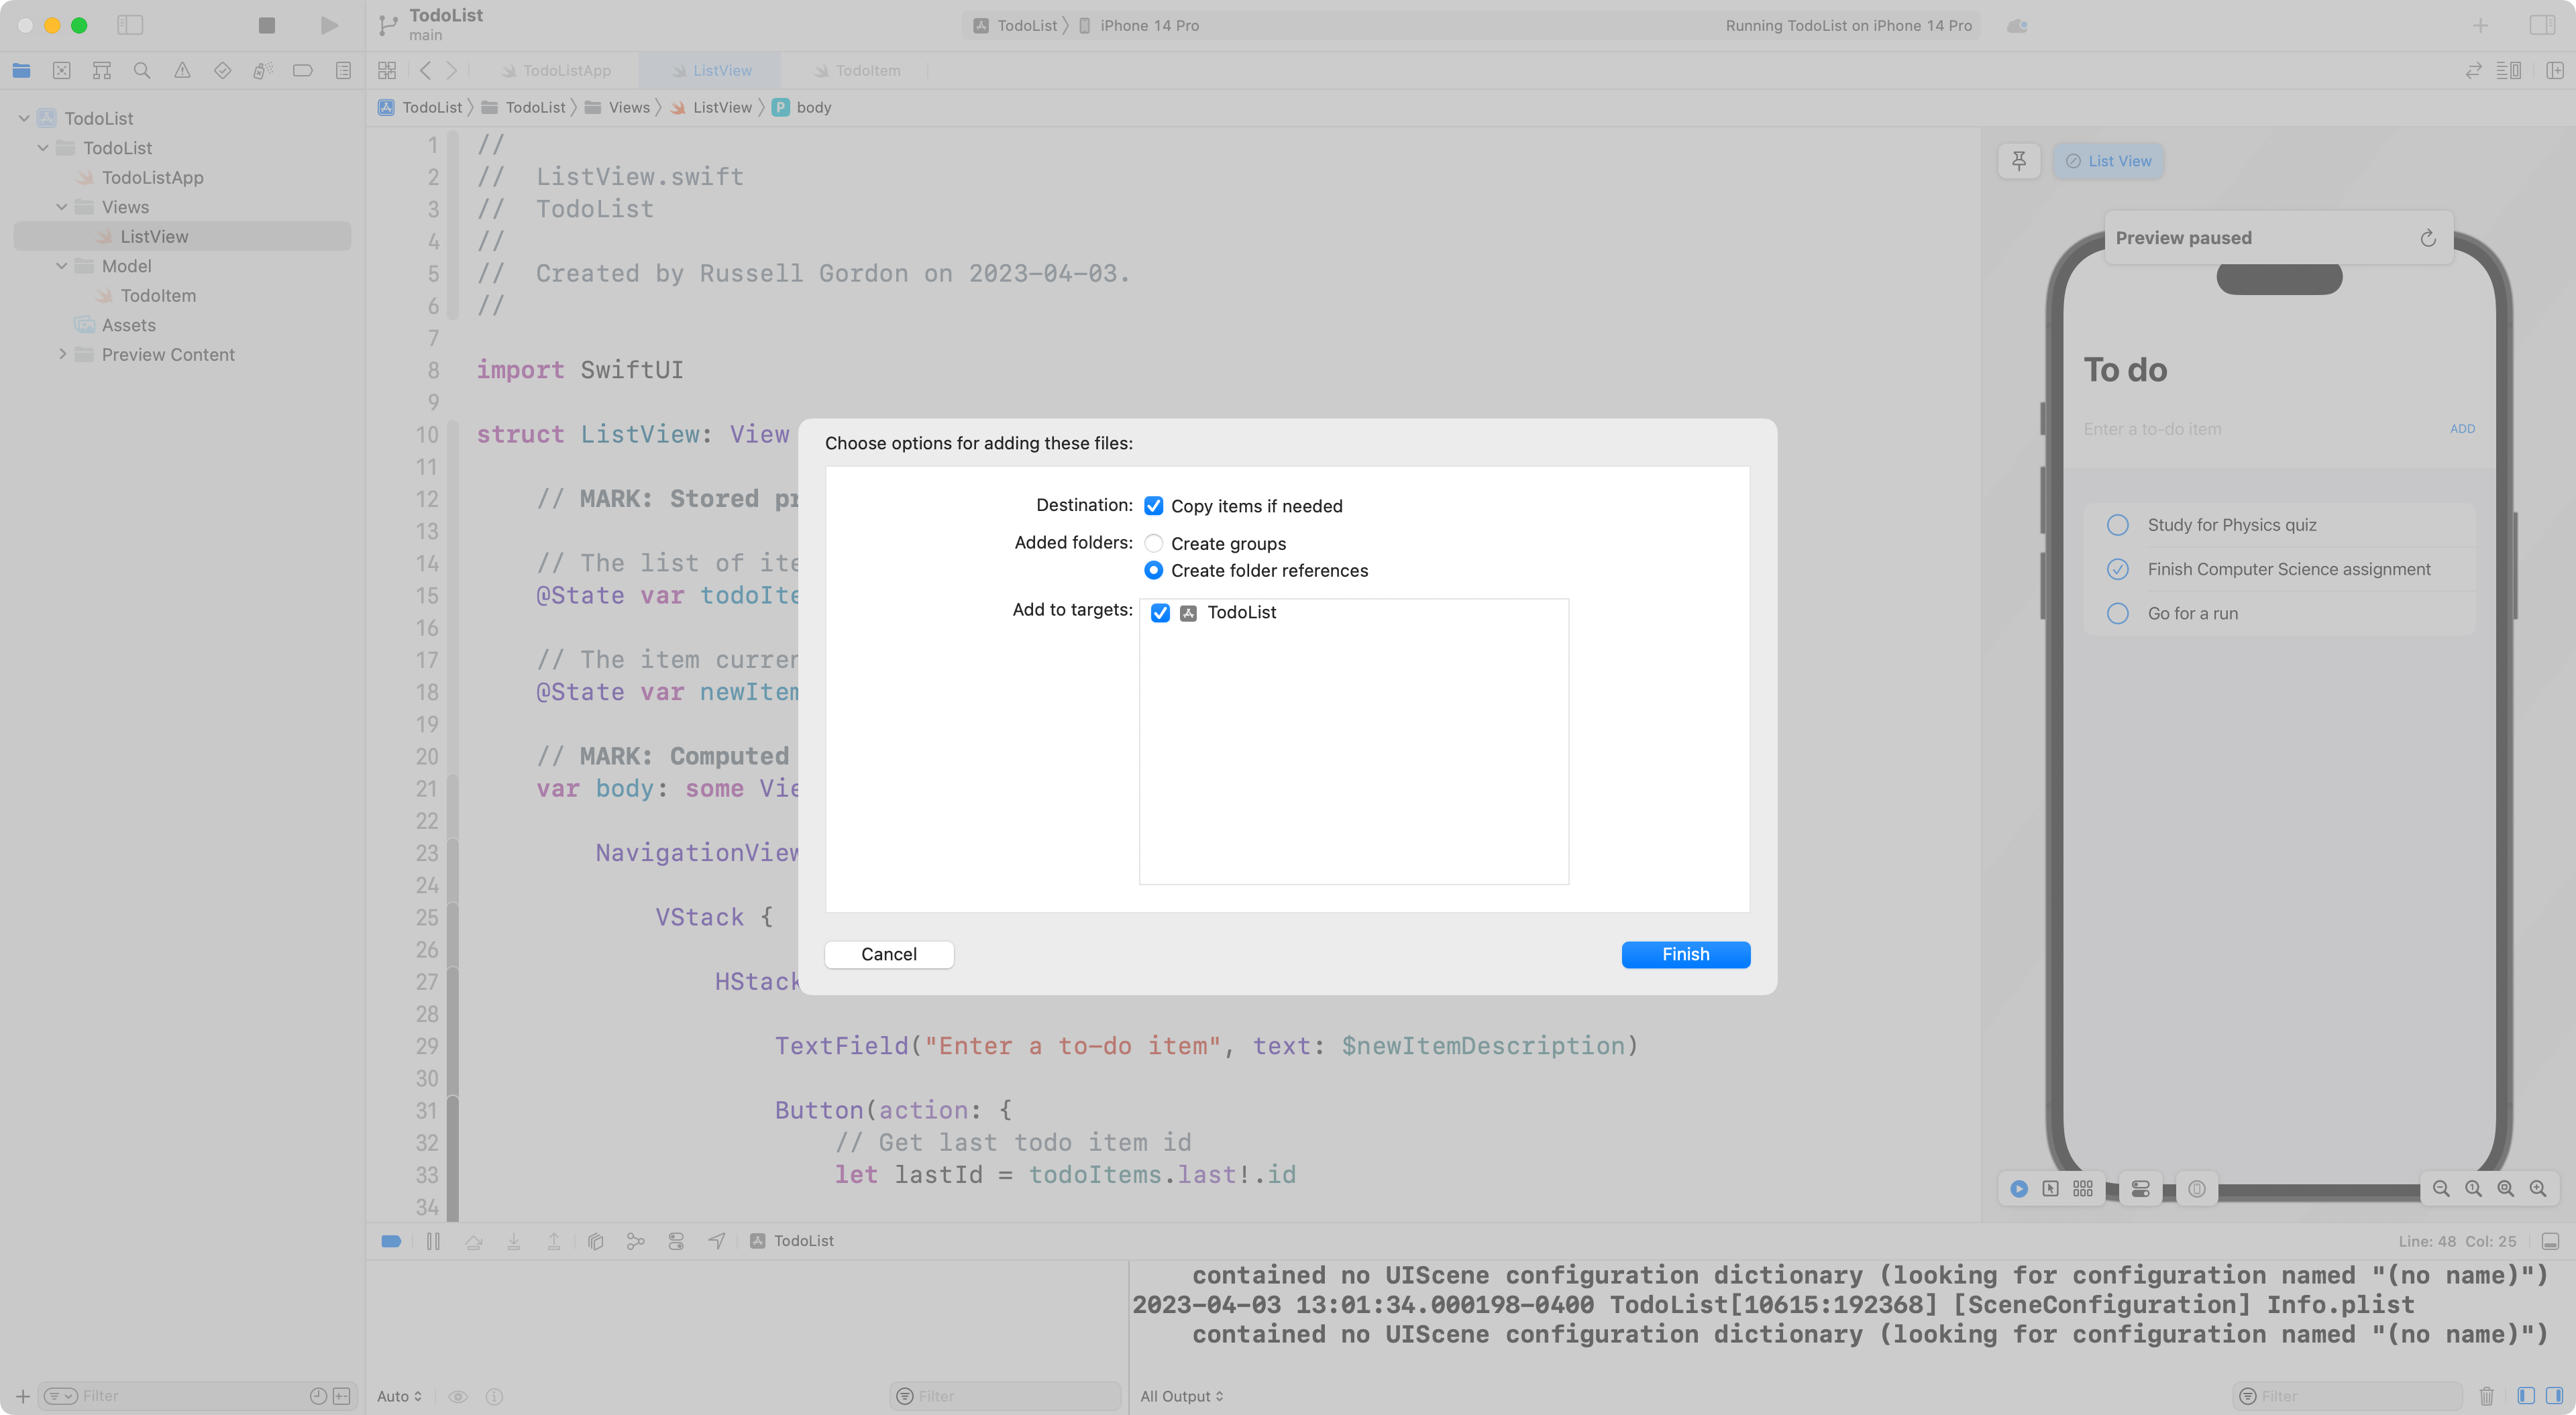 TodoList
main
TodoList
iPhone 14 Pro
Running TodoList on iPhone 14 Pro
TodoListApp
ListView
TodoItem
TodoList
TodoList
Views
ListView
P
body
TodoList
TodoList
TodoListApp
Views
ListView
Model
TodoItem
Assets
Preview Content
1 //
2 // ListView.swift
3 // TodoList
4 //
5 // Created by Russell Gordon on 2023-04-03.
6 //
7
8 import SwiftUI
9
10 struct ListView: View
11
12 // MARK: Stored pr
13
14 // The list of ite
15 @State var todoIte
16
17 // The item curren
18 @State var newItem
19
20 // MARK: Computed
21 var body: some Vie
22
23 NavigationView
24
25 VStack {
26
27 HStack
28
29 TextField("Enter a to-do item", text: $newItemDescription)
30
31 Button(action: {
32 // Get last todo item id
33 let lastId = todoItems.last!.id
34
Choose options for adding these files:
Destination: Copy items if needed
Added folders: Create groups
Create folder references
Add to targets: TodoList
Cancel
Finish
List View
Preview paused
To do
Enter a to-do item ADD
Study for Physics quiz
Finish Computer Science assignment
Go for a run
TodoList
Line: 48 Col: 25
contained no UIScene configuration dictionary (looking for configuration named "(no name)")
2023-04-03 13:01:34.000198-0400 TodoList[10615:192368] [SceneConfiguration] Info.plist
contained no UIScene configuration dictionary (looking for configuration named "(no name)")
Filter
Auto
Filter
All Output
Filter